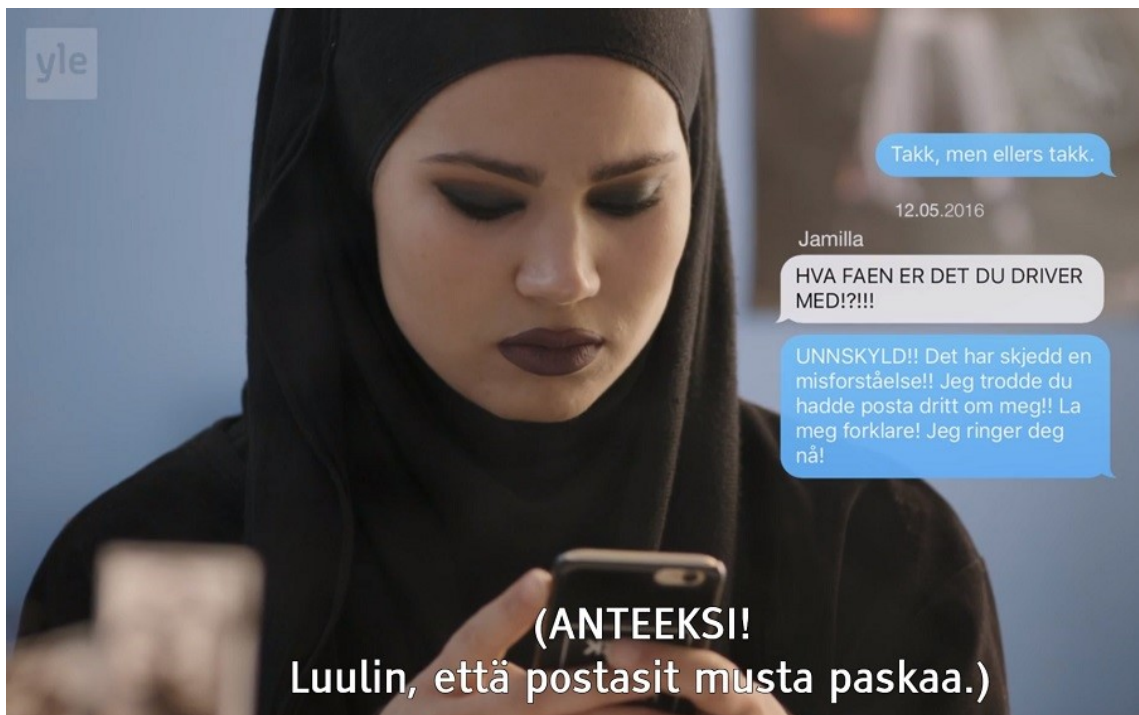 yle
Takk, men ellers takk.
12.05.2016
Jamilla
HVA FAEN ER DET DU DRIVER
MED!?!!!
UNNSKYLD!! Det har skjedd en
misforståelse!! Jeg trodde du
hadde posta dritt om meg!! La
meg forklare! Jeg ringer deg
nå!
(ANTEEKSI!
Luulin, että postasit musta paskaa.)